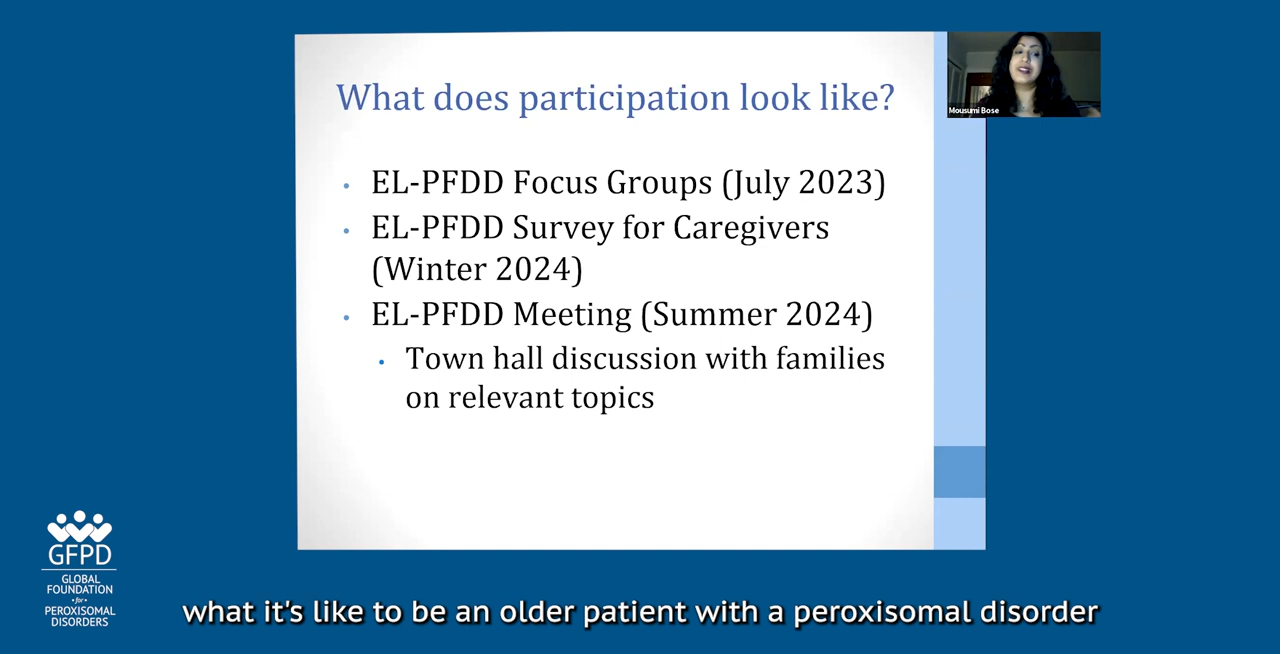 What does participation look like?
Mousumi Bose
• EL-PFDD Focus Groups (July 2023)
• EL-PFDD Survey for Caregivers
(Winter 2024)
• EL-PFDD Meeting (Summer 2024)
• Town hall discussion with families
on relevant topics
GFPD
GLOBAL
FOUNDATION
•for•
PEROXISOMAL
DISORDERS
what it's like to be an older patient with a peroxisomal disorder